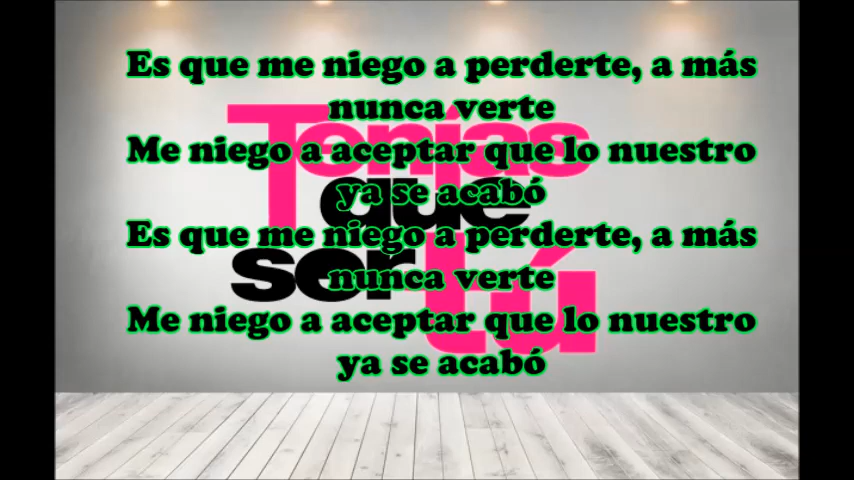 Es que me niego a perderte, a más
nunca verte
Me niego a aceptar que lo nuestro
ya se acabó
Es que me niego a perderte, a más
nunca verte
Me niego a aceptar que lo nuestro
ya se acabó
Tenías
que
ser tú